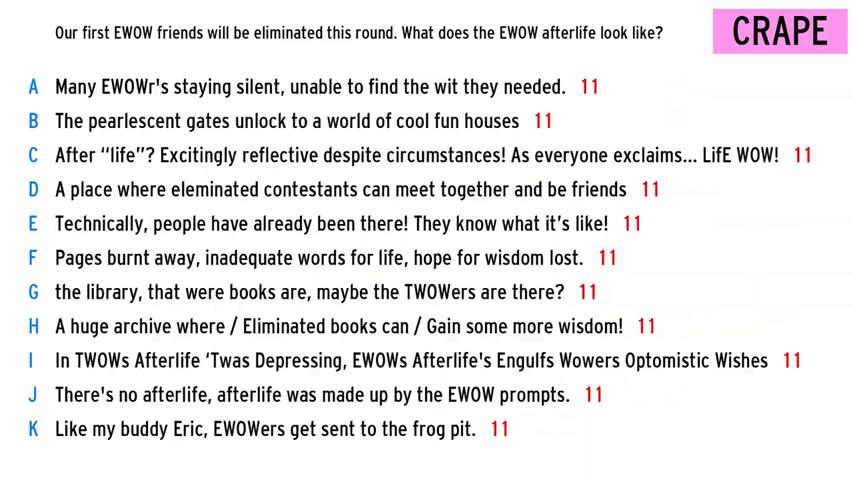 Our first EWOW friends will be eliminated this round. What does the EWOW afterlife look like?
CRAPE
A Many EWOWr's staying silent, unable to find the wit they needed. 11
B The pearlescent gates unlock to a world of cool fun houses 11
C After “life”? Excitingly reflective despite circumstances! As everyone exclaims... LifE WOW! 11
D A place where eleminated contestants can meet together and be friends 11
E Technically, people have already been there! They know what it’s like! 11
F Pages burnt away, inadequate words for life, hope for wisdom lost. 11
G the library, that were books are, maybe the TWOWers are there? 11
H A huge archive where / Eliminated books can / Gain some more wisdom! 11
I In TWOWs Afterlife ‘Twas Depressing, EWOWs Afterlife's Engulfs Wowers Optomistic Wishes 11
J There's no afterlife, afterlife was made up by the EWOW prompts. 11
K Like my buddy Eric, EWOWers get sent to the frog pit. 11